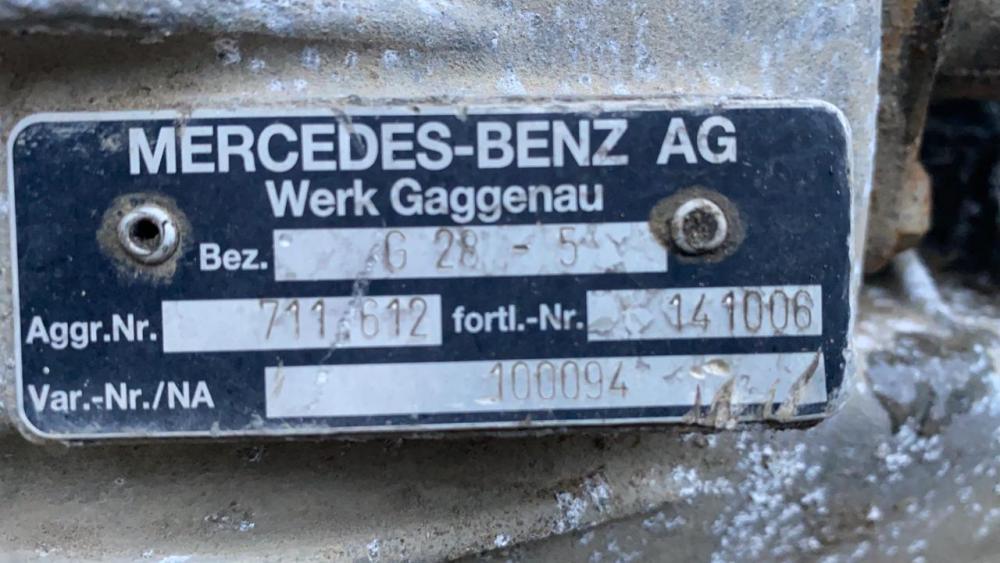 MERCEDES-BENZ AG
Werk Gaggenau
Bez. G 28 - 5
Aggr.Nr. 711.612 fortl.-Nr. 141006
Var.-Nr./NA 100094